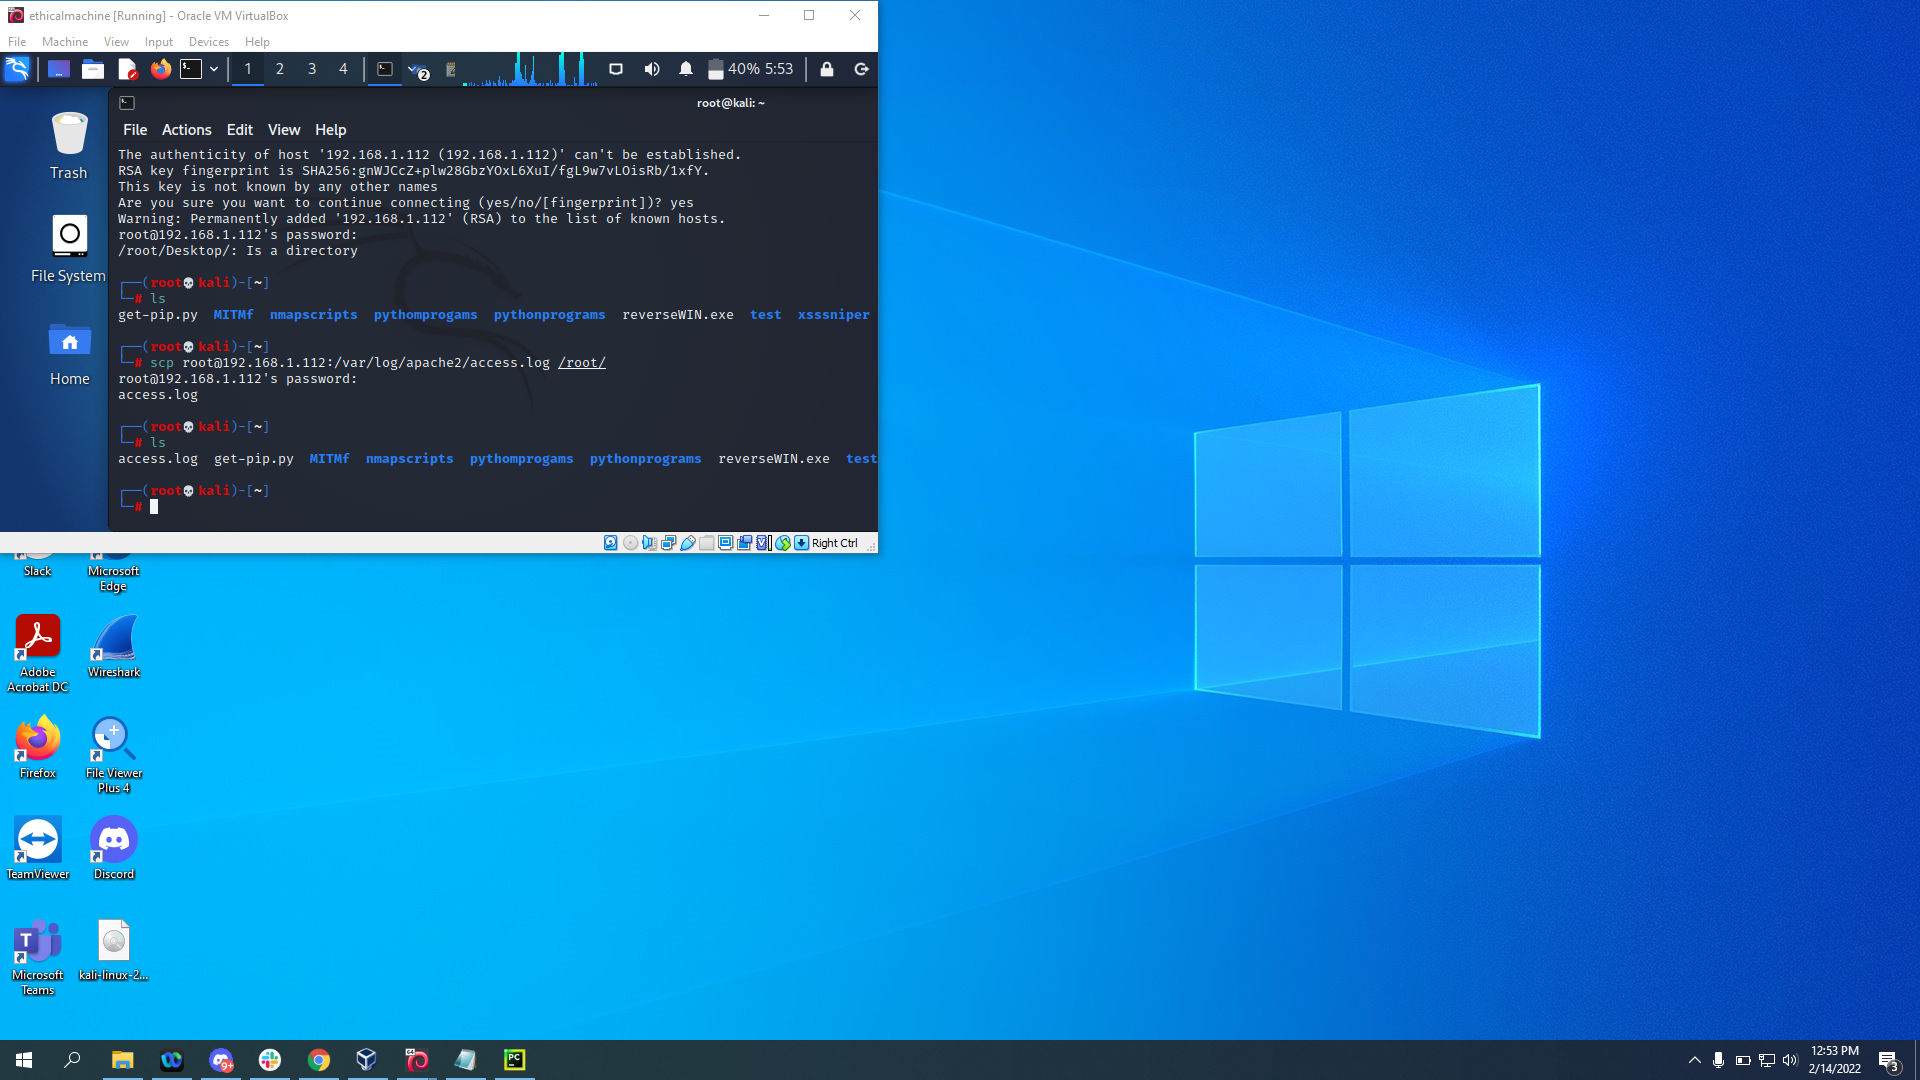 ethicalmachine [Running] - Oracle VM VirtualBox
File Machine View Input Devices Help
1 2 3 4 2 40% 5:53
root@kali: ~
File Actions Edit View Help
The authenticity of host '192.168.1.112 (192.168.1.112)' can't be established.
RSA key fingerprint is SHA256:gnWJCcZ+plw28GbzYOxL6XuI/fgL9w7vLOisRb/1xfY.
This key is not known by any other names
Are you sure you want to continue connecting (yes/no/[fingerprint])? yes
Warning: Permanently added '192.168.1.112' (RSA) to the list of known hosts.
root@192.168.1.112's password:
/root/Desktop/: Is a directory
┌──(root💀kali)-[~]
└─# ls
get-pip.py MITMf nmapscripts pythomprogams pythonprograms reverseWIN.exe test xsssniper
┌──(root💀kali)-[~]
└─# scp root@192.168.1.112:/var/log/apache2/access.log /root/
root@192.168.1.112's password:
access.log
┌──(root💀kali)-[~]
└─# ls
access.log get-pip.py MITMf nmapscripts pythomprogams pythonprograms reverseWIN.exe test
┌──(root💀kali)-[~]
└─#
Trash
File System
Home
Right Ctrl
Slack
Microsoft
Edge
Adobe
Acrobat DC
Wireshark
Firefox
File Viewer
Plus 4
TeamViewer
Discord
Microsoft
Teams
kali-linux-2...
9+
PC
12:53 PM
2/14/2022
3